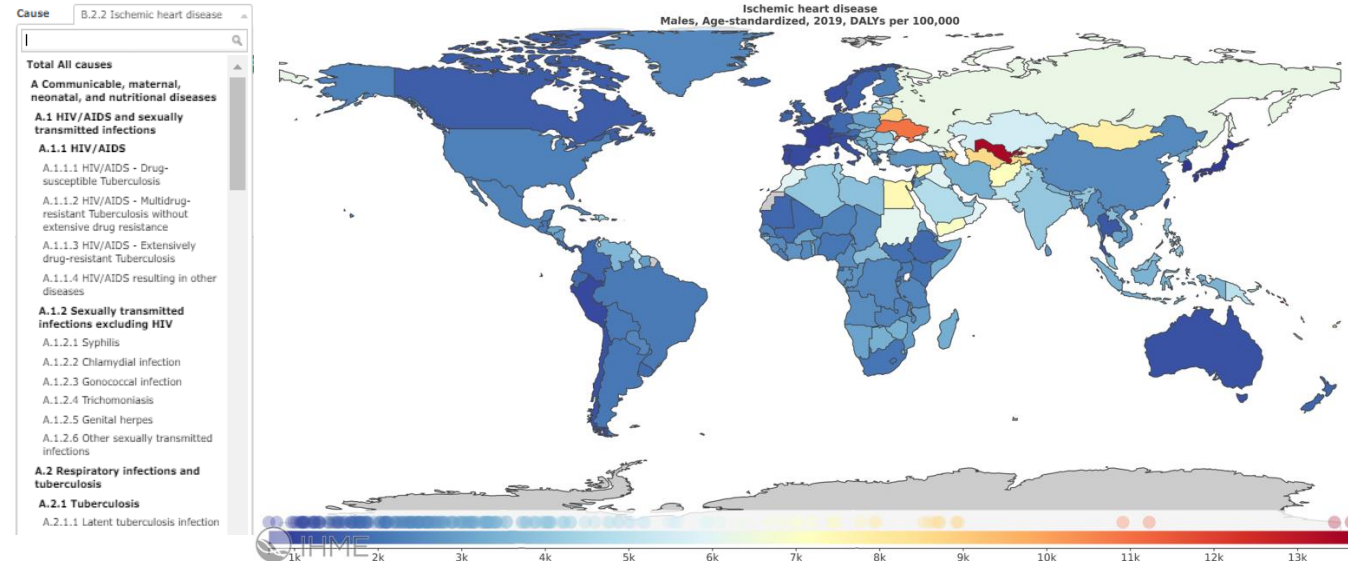 Cause
B.2.2 Ischemic heart disease
Total All causes
A Communicable, maternal,
neonatal, and nutritional diseases
A.1 HIV/AIDS and sexually
transmitted infections
A.1.1 HIV/AIDS
A.1.1.1 HIV/AIDS - Drug-
susceptible Tuberculosis
A.1.1.2 HIV/AIDS - Multidrug-
resistant Tuberculosis without
extensive drug resistance
A.1.1.3 HIV/AIDS - Extensively
drug-resistant Tuberculosis
A.1.1.4 HIV/AIDS resulting in other
diseases
A.1.2 Sexually transmitted
infections excluding HIV
A.1.2.1 Syphilis
A.1.2.2 Chlamydial infection
A.1.2.3 Gonococcal infection
A.1.2.4 Trichomoniasis
A.1.2.5 Genital herpes
A.1.2.6 Other sexually transmitted
infections
A.2 Respiratory infections and
tuberculosis
A.2.1 Tuberculosis
A.2.1.1 Latent tuberculosis infection
Ischemic heart disease
Males, Age-standardized, 2019, DALYs per 100,000
IHME
1k 2k 3k 4k 5k 6k 7k 8k 9k 10k 11k 12k 13k